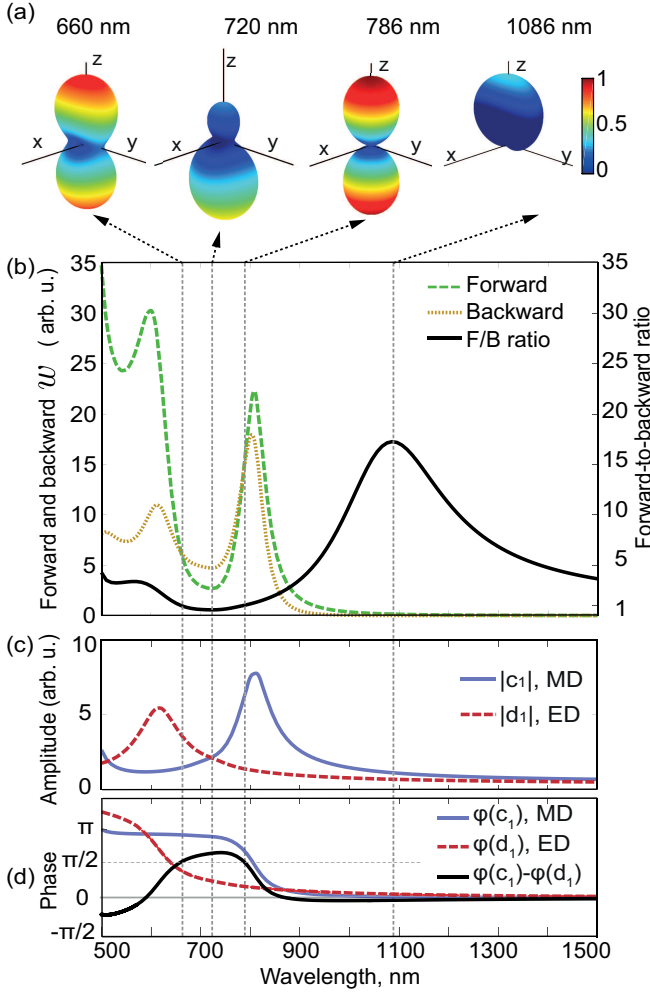 (a)
660 nm 720 nm 786 nm 1086 nm
z z z z
x y x y x y x y
1
0.5
0
(b)
35 35
30 30
25 25
20 20
15 15
10 10
5 5
0 1
Forward and backward 𝒲 ( arb. u.)
Forward
Backward
F/B ratio
Forward-to-backward ratio
(c)
10
5
0
Amplitude (arb. u.)
|c₁|, MD
|d₁|, ED
(d)
π
π/2
0
-π/2
Phase
φ(c₁), MD
φ(d₁), ED
φ(c₁)-φ(d₁)
500 700 900 1100 1300 1500
Wavelength, nm